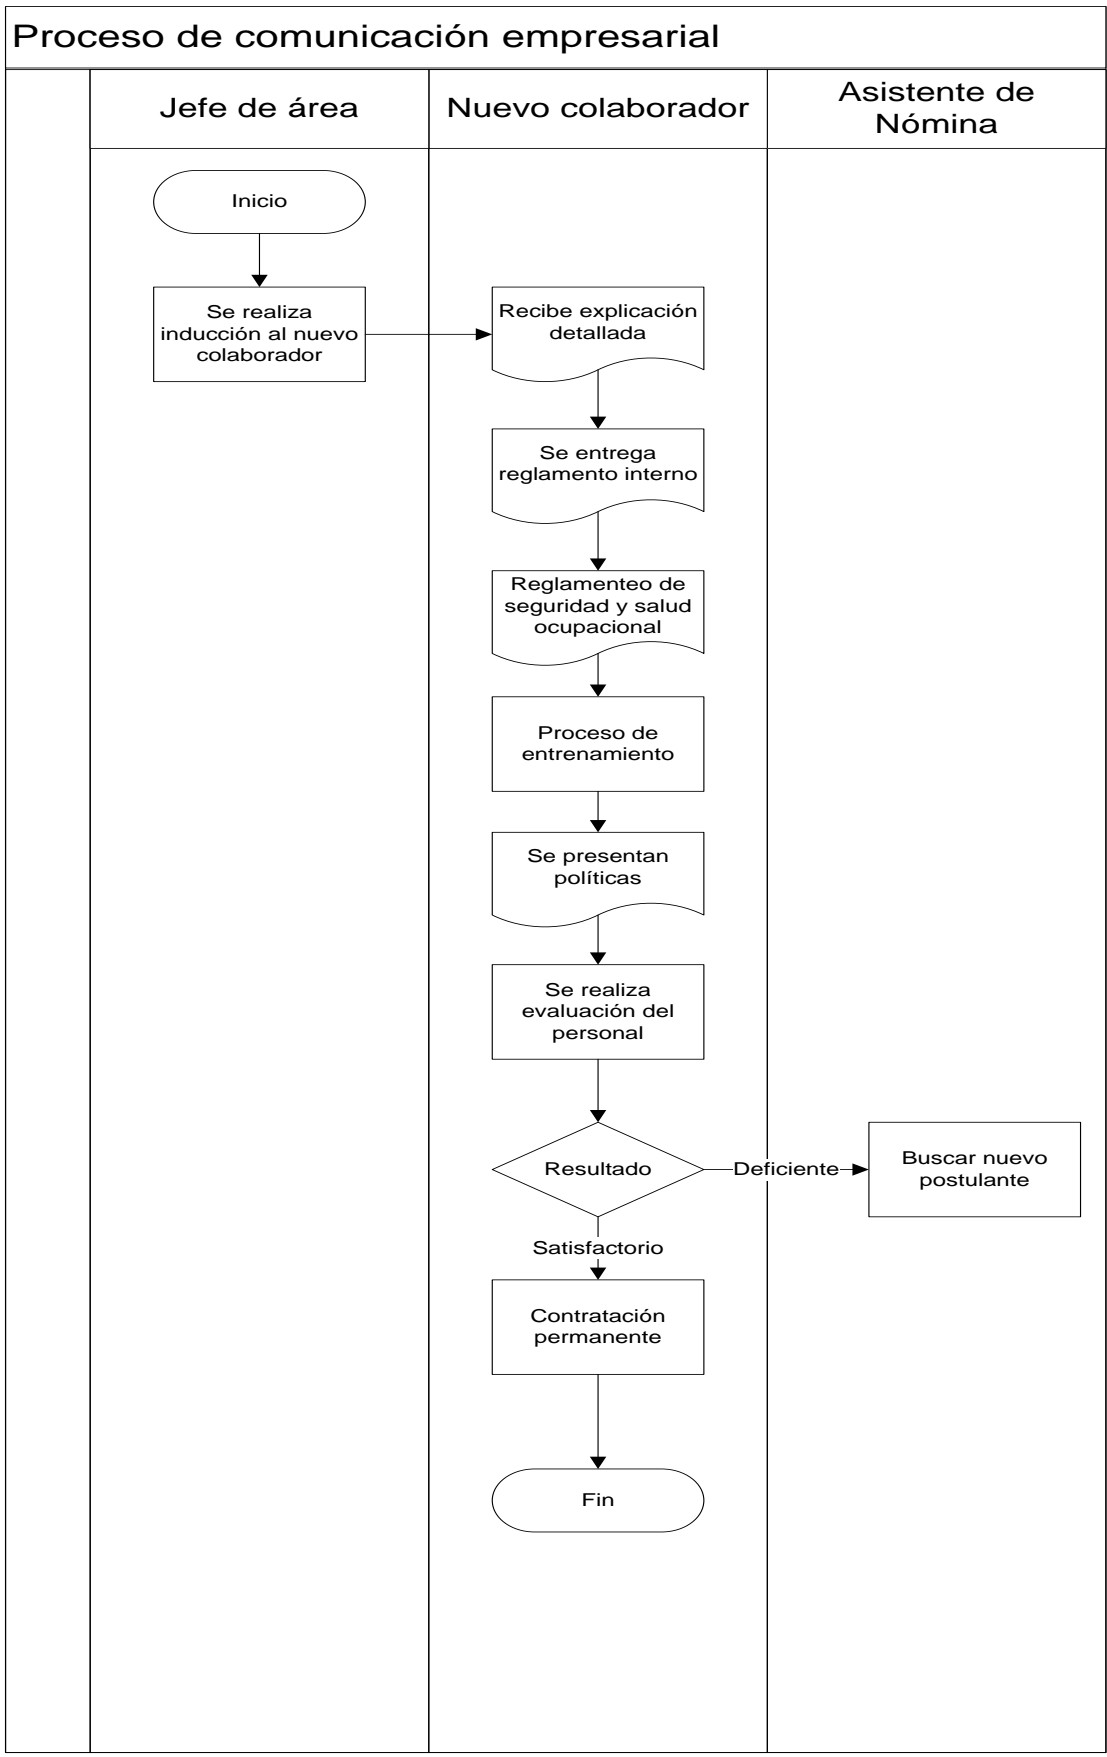 Proceso de comunicación empresarial
Jefe de área
Nuevo colaborador
Asistente de
Nómina
Inicio
Se realiza
inducción al nuevo
colaborador
Recibe explicación
detallada
Se entrega
reglamento interno
Reglamenteo de
seguridad y salud
ocupacional
Proceso de
entrenamiento
Se presentan
políticas
Se realiza
evaluación del
personal
Resultado
Deficiente
Buscar nuevo
postulante
Satisfactorio
Contratación
permanente
Fin